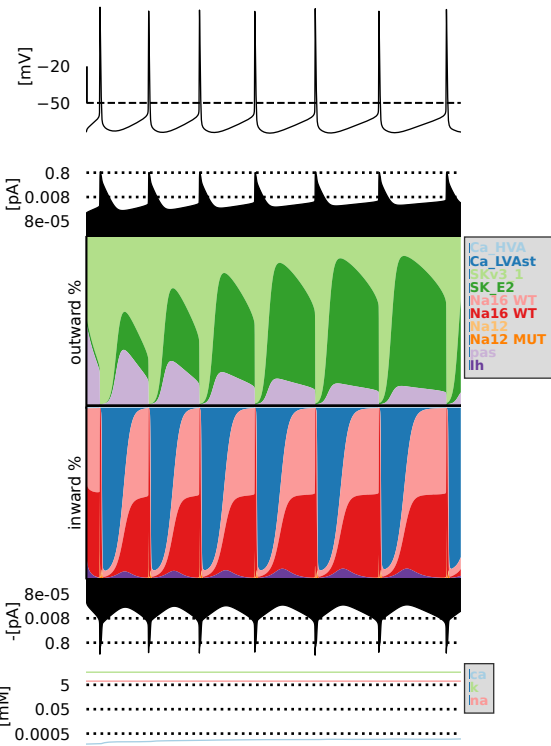 [mV]
−20
−50
[pA]
0.8
0.008
8e-05
outward %
Ca_HVA
Ca_LVAst
SKv3_1
SK_E2
Na16 WT
Na16 WT
Na12
Na12 MUT
pas
Ih
inward %
-[pA]
8e-05
0.008
0.8
[mM]
5
0.05
0.0005
ca
k
na